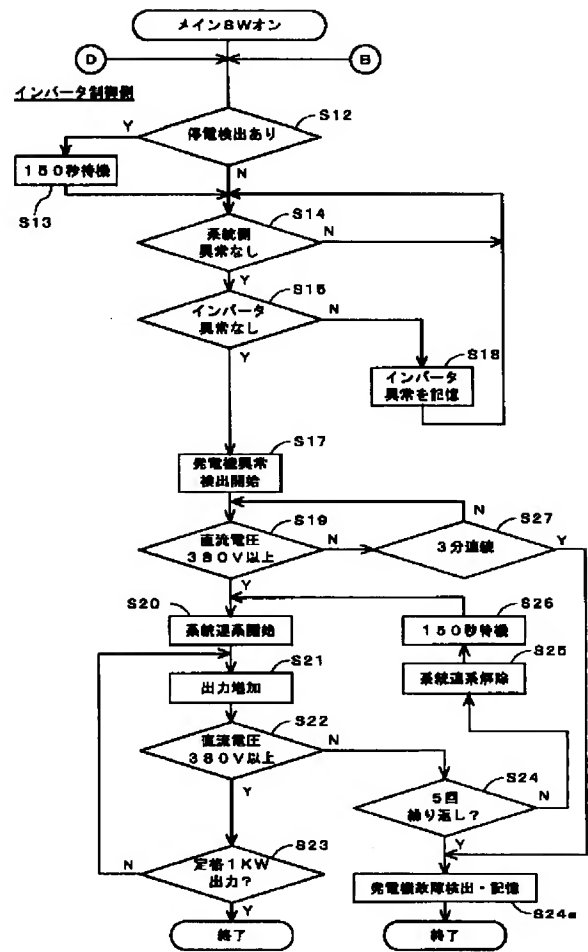 メインSWオン
D
B
インバータ制御側
S12
Y
停電検出あり
150秒待機
N
S13
S14
系統側
異常なし
N
Y
S15
インバータ
異常なし
N
Y
S18
インバータ
異常を記憶
S17
発電機異常
検出開始
S19
N
S27
直流電圧
380V以上
N
3分連続
Y
Y
S20
系統連系開始
S26
150秒待機
S21
S25
出力増加
系統連系解除
S22
直流電圧
380V以上
N
Y
S24
5回
繰り返し?
N
S23
定格1KW
出力?
N
Y
発電機故障検出・記憶
Y
S24a
終了
終了